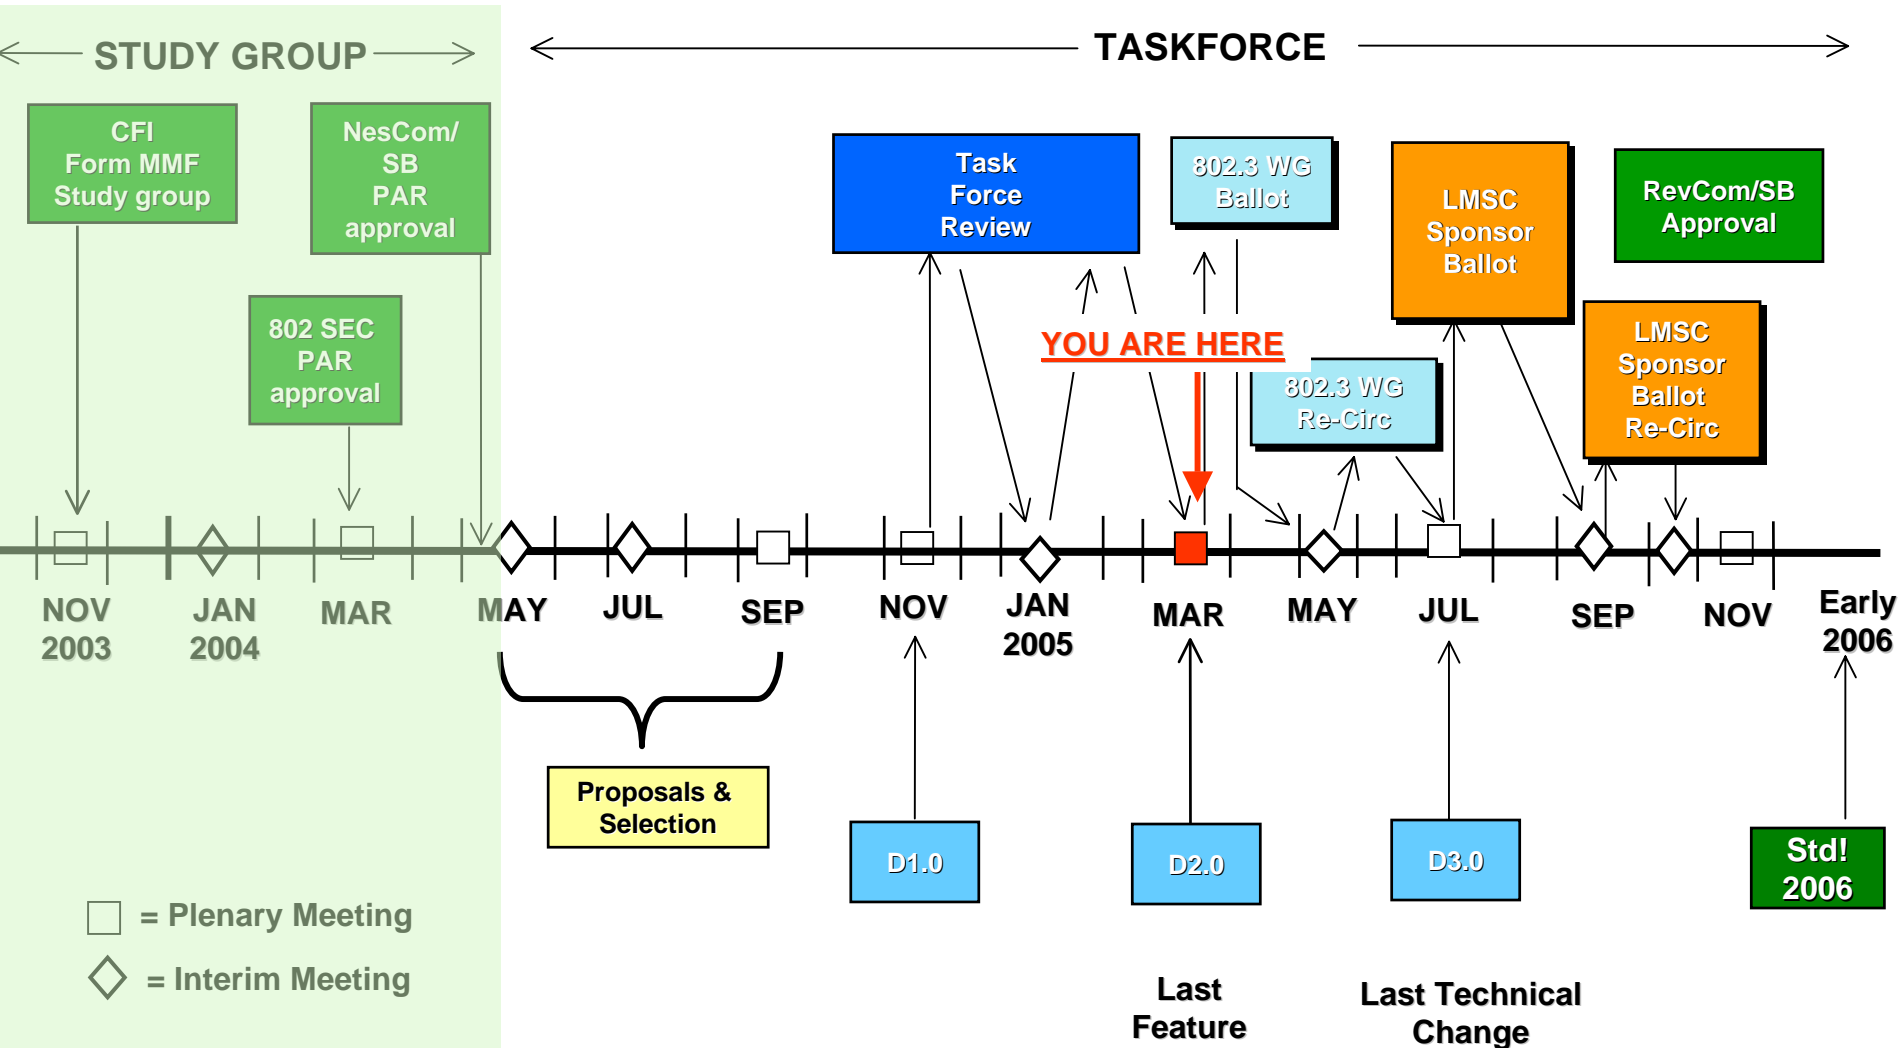 STUDY GROUP
TASKFORCE
CFI
Form MMF
Study group
NesCom/
SB
PAR
approval
802 SEC
PAR
approval
Task
Force
Review
802.3 WG
Ballot
YOU ARE HERE
802.3 WG
Re-Circ
LMSC
Sponsor
Ballot
RevCom/SB
Approval
LMSC
Sponsor
Ballot
Re-Circ
NOV
2003
JAN
2004
MAR
MAY
JUL
SEP
NOV
JAN
2005
MAR
MAY
JUL
SEP
NOV
Early
2006
Proposals &
Selection
D1.0
D2.0
D3.0
Std!
2006
= Plenary Meeting
= Interim Meeting
Last
Feature
Last Technical
Change